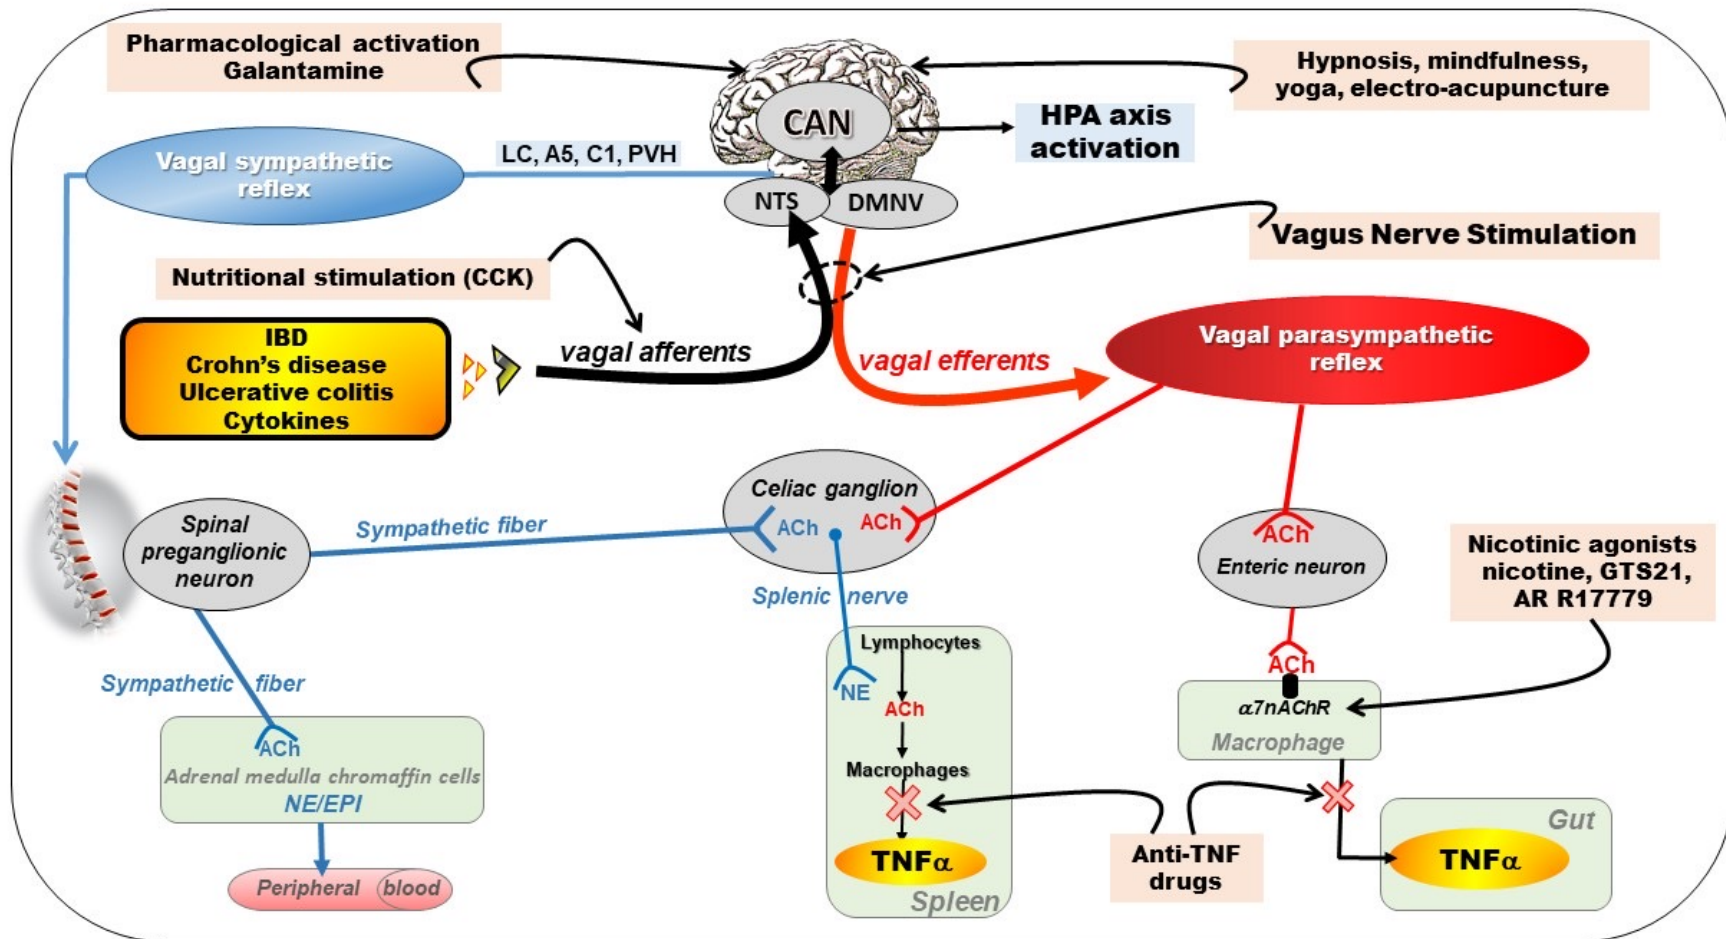 Pharmacological activation
Galantamine
Hypnosis, mindfulness,
yoga, electro-acupuncture
CAN
HPA axis
activation
LC, A5, C1, PVH
Vagal sympathetic
reflex
NTS
DMNV
Vagus Nerve Stimulation
Nutritional stimulation (CCK)
IBD
Crohn's disease
Ulcerative colitis
Cytokines
vagal afferents
vagal efferents
Vagal parasympathetic
reflex
Spinal
preganglionic
neuron
Sympathetic fiber
Celiac ganglion
ACh
ACh
Splenic nerve
ACh
Enteric neuron
Nicotinic agonists
nicotine, GTS21,
AR R17779
Sympathetic fiber
ACh
Adrenal medulla chromaffin cells
NE/EPI
Peripheral blood
Lymphocytes
NE
ACh
Macrophages
TNFα
Spleen
ACh
α7nAChR
Macrophage
Anti-TNF
drugs
Gut
TNFα